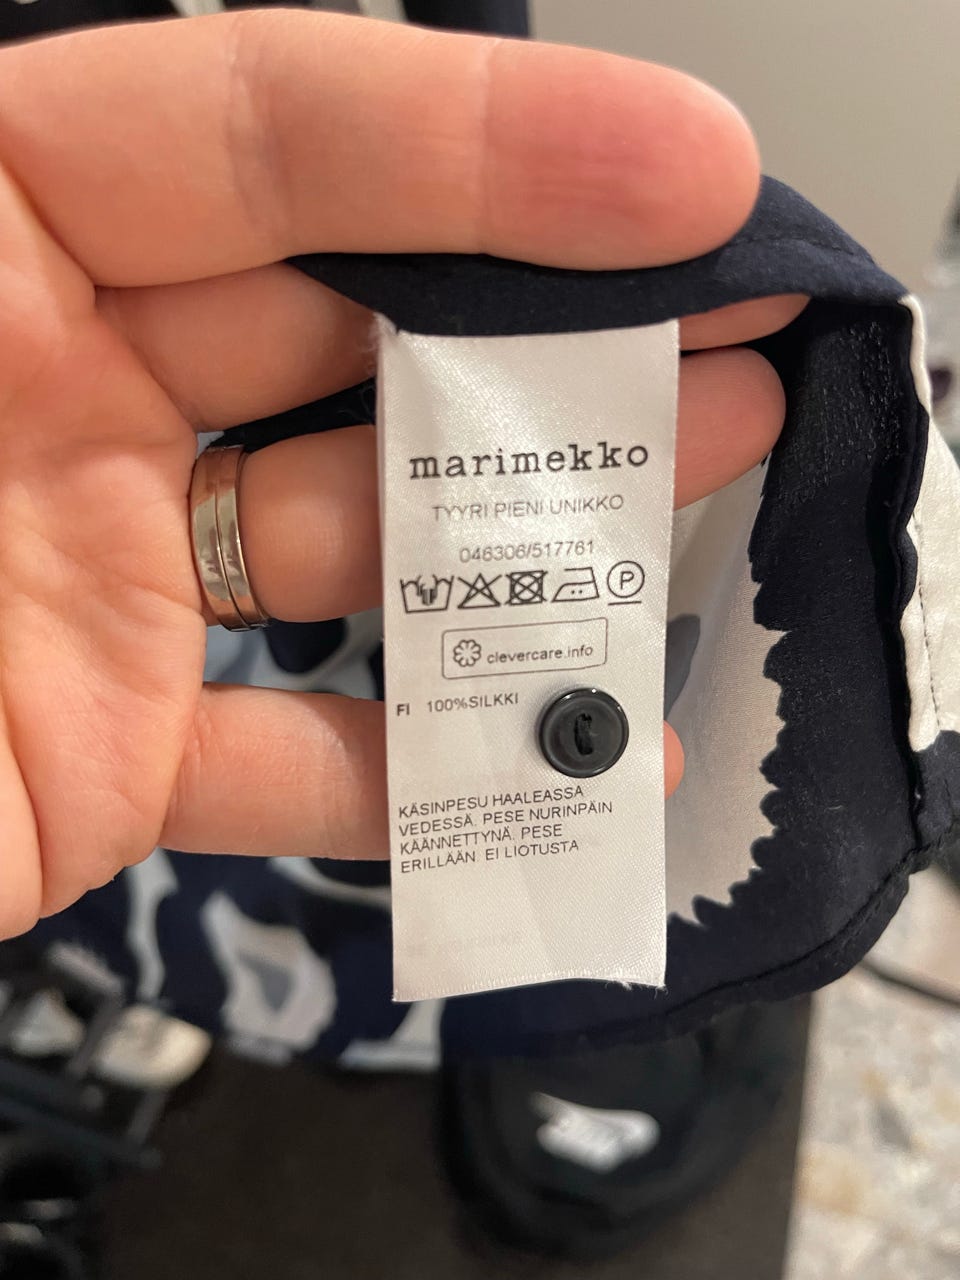 marimekko
TYYRI PIENI UNIKKO
046306/517761
P
clevercare.info
FI 100%SILKKI
KÄSINPESU HAALEASSA
VEDESSÄ. PESE NURINPÄIN
KÄÄNNETTYNÄ. PESE
ERILLÄÄN. EI LIOTUSTA